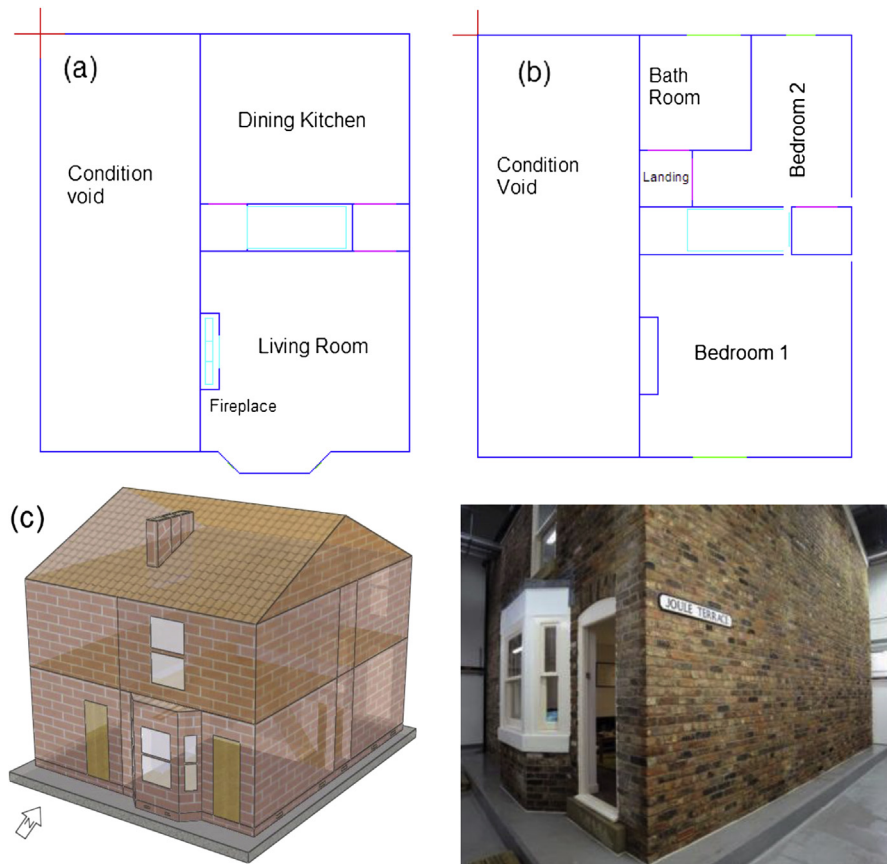 (a)
Dining Kitchen
Condition
void
Living Room
Fireplace
(b)
Bath
Room
Bedroom 2
Condition
Void
Landing
Bedroom 1
(c)
N
JOULE TERRACE